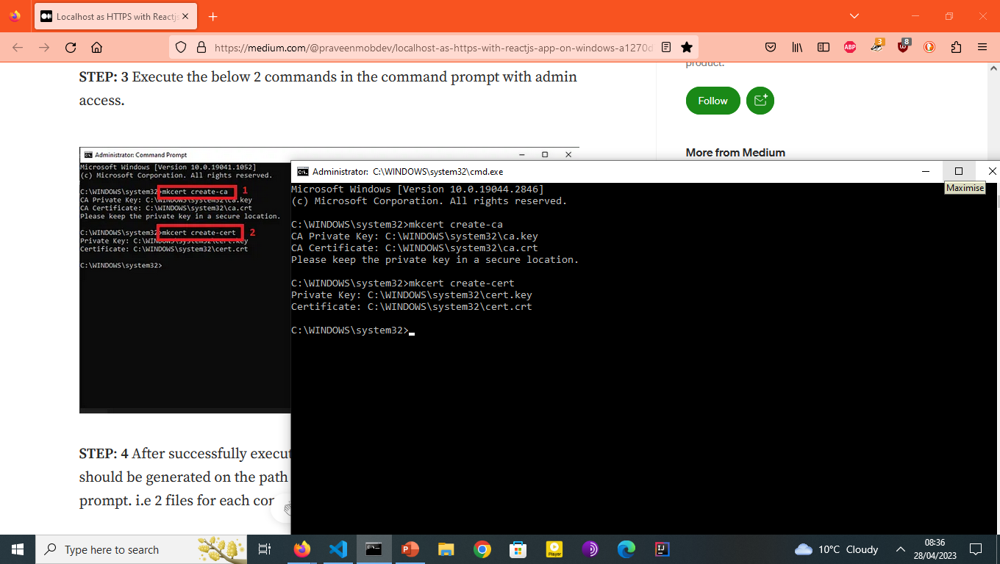 Localhost as HTTPS with Reactjs
https://medium.com/@praveenmobdev/localhost-as-https-with-reactjs-app-on-windows-a1270d
ABP
3
8
STEP: 3 Execute the below 2 commands in the command prompt with admin
access.
product.
Follow
More from Medium
Administrator: Command Prompt
Microsoft Windows [Version 10.0.19041.1052]
(c) Microsoft Corporation. All rights reserved.
C:\WINDOWS\system32>mkcert create-ca 1
CA Private Key: C:\WINDOWS\system32\ca.key
CA Certificate: C:\WINDOWS\system32\ca.crt
Please keep the private key in a secure location.
C:\WINDOWS\system32>mkcert create-cert 2
Private Key: C:\WINDOWS\system32\cert.key
Certificate: C:\WINDOWS\system32\cert.crt
C:\WINDOWS\system32>
Administrator: C:\WINDOWS\system32\cmd.exe
Maximise
Microsoft Windows [Version 10.0.19044.2846]
(c) Microsoft Corporation. All rights reserved.
C:\WINDOWS\system32>mkcert create-ca
CA Private Key: C:\WINDOWS\system32\ca.key
CA Certificate: C:\WINDOWS\system32\ca.crt
Please keep the private key in a secure location.
C:\WINDOWS\system32>mkcert create-cert
Private Key: C:\WINDOWS\system32\cert.key
Certificate: C:\WINDOWS\system32\cert.crt
C:\WINDOWS\system32>
STEP: 4 After successfully execut
should be generated on the path
prompt. i.e 2 files for each cor
Type here to search
Player
10°C Cloudy
08:36
28/04/2023